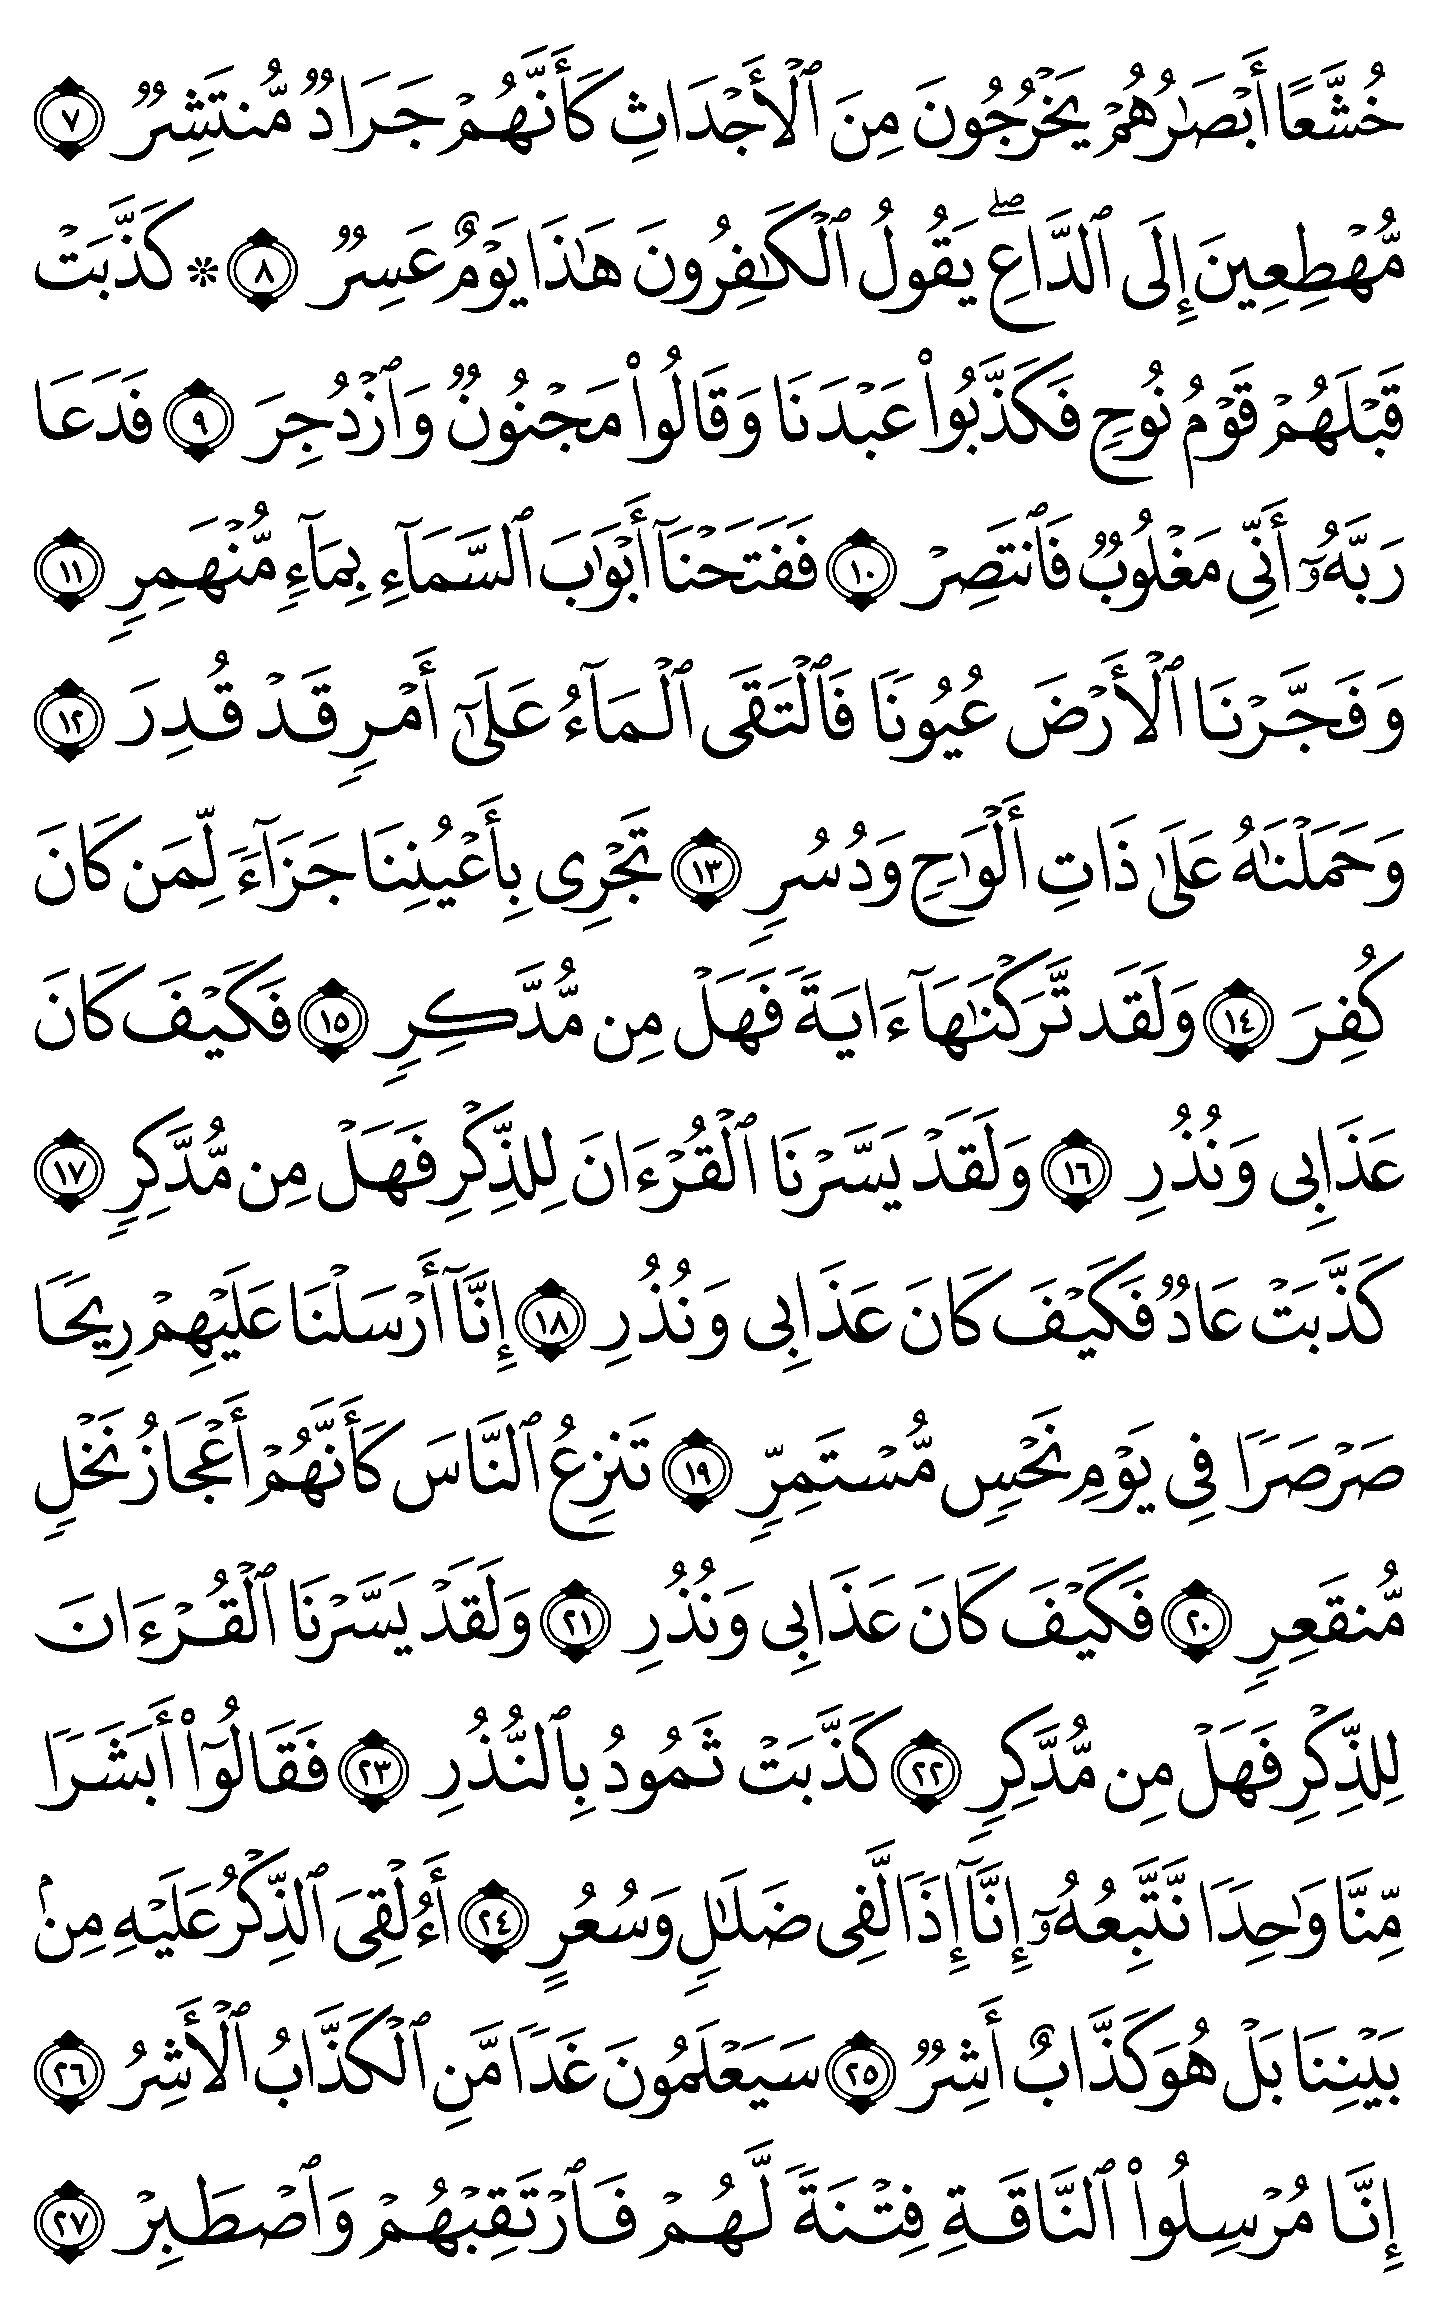 خُشَّعًا أَبْصَٰرُهُمْ يَخْرُجُونَ مِنَ ٱلْأَجْدَاثِ كَأَنَّهُمْ جَرَادٌ مُّنتَشِرٌ ٧
مُّهْطِعِينَ إِلَى ٱلدَّاعِ ۖ يَقُولُ ٱلْكَٰفِرُونَ هَٰذَا يَوْمٌ عَسِرٌ ٨ ۞ كَذَّبَتْ
قَبْلَهُمْ قَوْمُ نُوحٍ فَكَذَّبُوا۟ عَبْدَنَا وَقَالُوا۟ مَجْنُونٌ وَٱزْدُجِرَ ٩ فَدَعَا
رَبَّهُۥٓ أَنِّى مَغْلُوبٌ فَٱنتَصِرْ ١٠ فَفَتَحْنَآ أَبْوَٰبَ ٱلسَّمَآءِ بِمَآءٍ مُّنْهَمِرٍ ١١
وَفَجَّرْنَا ٱلْأَرْضَ عُيُونًا فَٱلْتَقَى ٱلْمَآءُ عَلَىٰٓ أَمْرٍ قَدْ قُدِرَ ١٢
وَحَمَلْنَٰهُ عَلَىٰ ذَاتِ أَلْوَٰحٍ وَدُسُرٍ ١٣ تَجْرِى بِأَعْيُنِنَا جَزَآءً لِّمَن كَانَ
كُفِرَ ١٤ وَلَقَد تَّرَكْنَٰهَآ ءَايَةً فَهَلْ مِن مُّدَّكِرٍ ١٥ فَكَيْفَ كَانَ
عَذَابِى وَنُذُرِ ١٦ وَلَقَدْ يَسَّرْنَا ٱلْقُرْءَانَ لِلذِّكْرِ فَهَلْ مِن مُّدَّكِرٍ ١٧
كَذَّبَتْ عَادٌ فَكَيْفَ كَانَ عَذَابِى وَنُذُرِ ١٨ إِنَّآ أَرْسَلْنَا عَلَيْهِمْ رِيحًا
صَرْصَرًا فِى يَوْمِ نَحْسٍ مُّسْتَمِرٍّ ١٩ تَنزِعُ ٱلنَّاسَ كَأَنَّهُمْ أَعْجَازُ نَخْلٍ
مُّنقَعِرٍ ٢٠ فَكَيْفَ كَانَ عَذَابِى وَنُذُرِ ٢١ وَلَقَدْ يَسَّرْنَا ٱلْقُرْءَانَ
لِلذِّكْرِ فَهَلْ مِن مُّدَّكِرٍ ٢٢ كَذَّبَتْ ثَمُودُ بِٱلنُّذُرِ ٢٣ فَقَالُوٓا۟ أَبَشَرًا
مِّنَّا وَٰحِدًا نَّتَّبِعُهُۥٓ إِنَّآ إِذًا لَّفِى ضَلَٰلٍ وَسُعُرٍ ٢٤ أَءُلْقِىَ ٱلذِّكْرُ عَلَيْهِ مِنۢ
بَيْنِنَا بَلْ هُوَ كَذَّابٌ أَشِرٌ ٢٥ سَيَعْلَمُونَ غَدًا مَّنِ ٱلْكَذَّابُ ٱلْأَشِرُ ٢٦
إِنَّا مُرْسِلُوا۟ ٱلنَّاقَةِ فِتْنَةً لَّهُمْ فَٱرْتَقِبْهُمْ وَٱصْطَبِرْ ٢٧